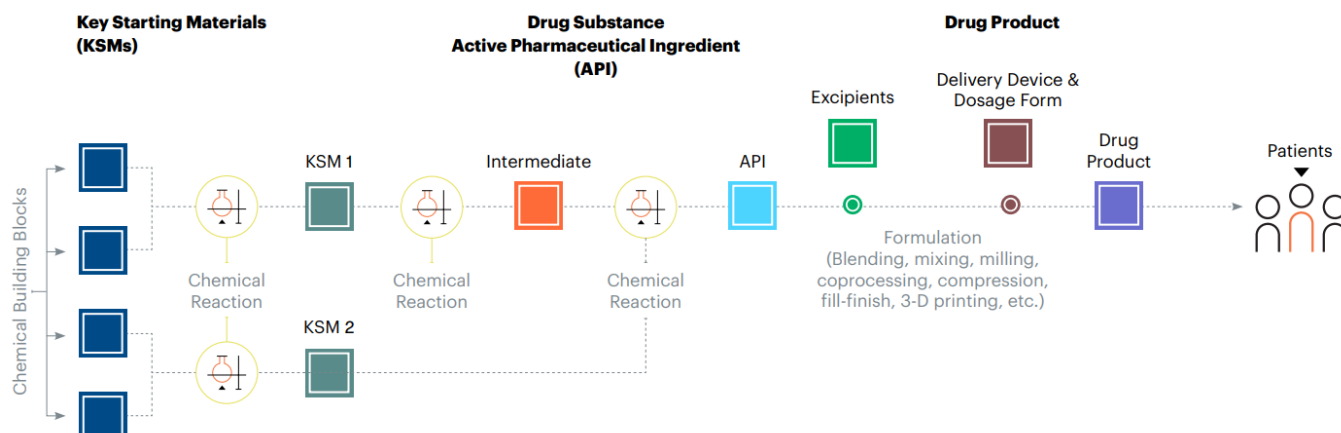 Key Starting Materials
(KSMs)
Drug Substance
Active Pharmaceutical Ingredient
(API)
Drug Product
Chemical Building Blocks
KSM 1
Intermediate
API
Excipients
Delivery Device &
Dosage Form
Drug
Product
Patients
Chemical
Reaction
Chemical
Reaction
Chemical
Reaction
Formulation
(Blending, mixing, milling,
coprocessing, compression,
fill-finish, 3-D printing, etc.)
KSM 2